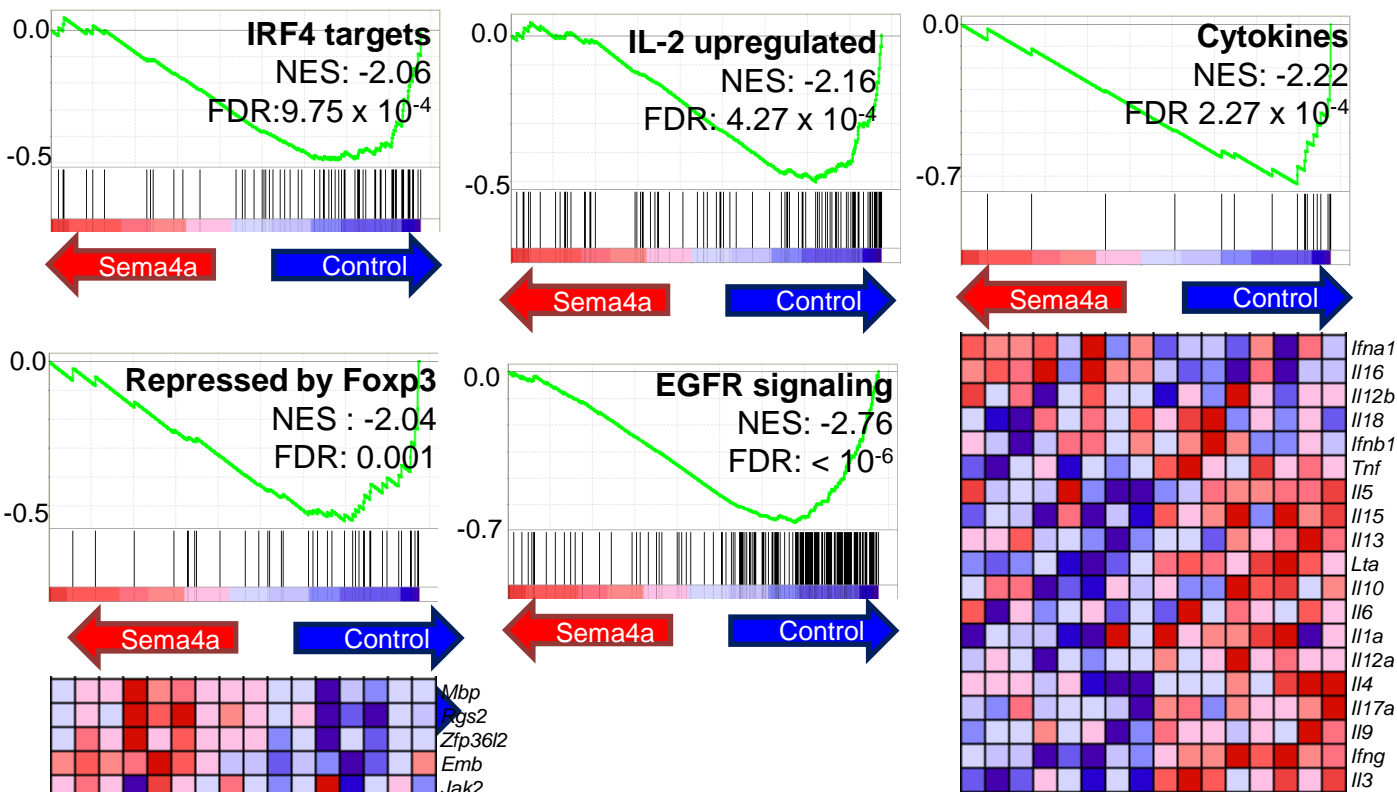 0.0
IRF4 targets
NES: -2.06
FDR:9.75 x 10-4
-0.5
Sema4a
Control
0.0
IL-2 upregulated
NES: -2.16
FDR: 4.27 x 10-4
-0.5
Sema4a
Control
0.0
Cytokines
NES: -2.22
FDR 2.27 x 10-4
-0.7
Sema4a
Control
0.0
Repressed by Foxp3
NES : -2.04
FDR: 0.001
-0.5
Sema4a
Control
Mbp
Rgs2
Zfp36l2
Emb
Jak2
0.0
EGFR signaling
NES: -2.76
FDR: < 10-6
-0.7
Sema4a
Control
Ifna1
Il16
Il12b
Il18
Ifnb1
Tnf
Il5
Il15
Il13
Lta
Il10
Il6
Il1a
Il12a
Il4
Il17a
Il9
Ifng
Il3